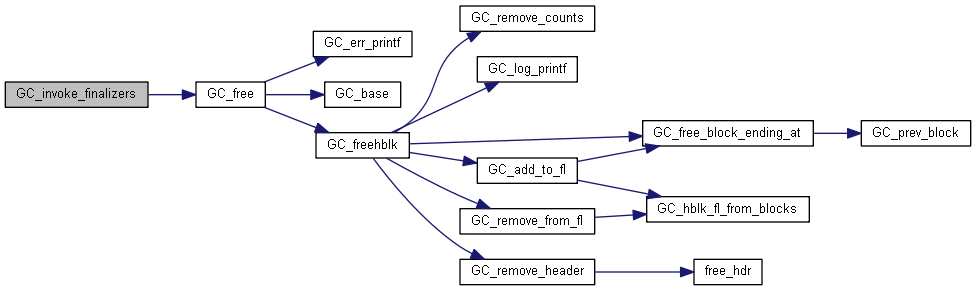 GC_invoke_finalizers
GC_free
GC_err_printf
GC_base
GC_freehblk
GC_remove_counts
GC_log_printf
GC_free_block_ending_at
GC_prev_block
GC_add_to_fl
GC_hblk_fl_from_blocks
GC_remove_from_fl
GC_remove_header
free_hdr